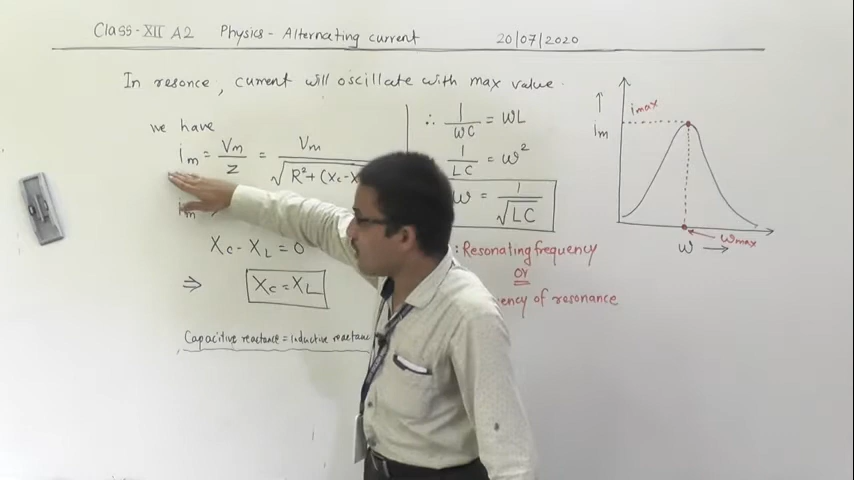 Class-XII A2 Physics - Alternating current 20/07/2020
In resonce, current will oscillate with max value.
we have
im = Vm/Z = Vm/√R²+(Xc-X
im
Xc - XL = 0
⇒ Xc = XL
Capacitive reactance = Inductive reactance
∴ 1/ωC = ωL
1/LC = ω²
ω = 1/√LC
: Resonating frequency
or
ency of resonance
↑ imax
im
ωmax
ω →